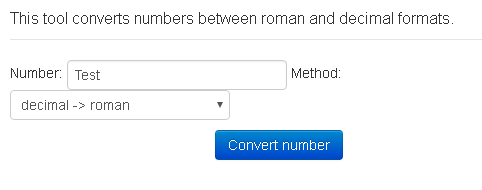 This tool converts numbers between roman and decimal formats.
Number: Test Method:
decimal -> roman
Convert number